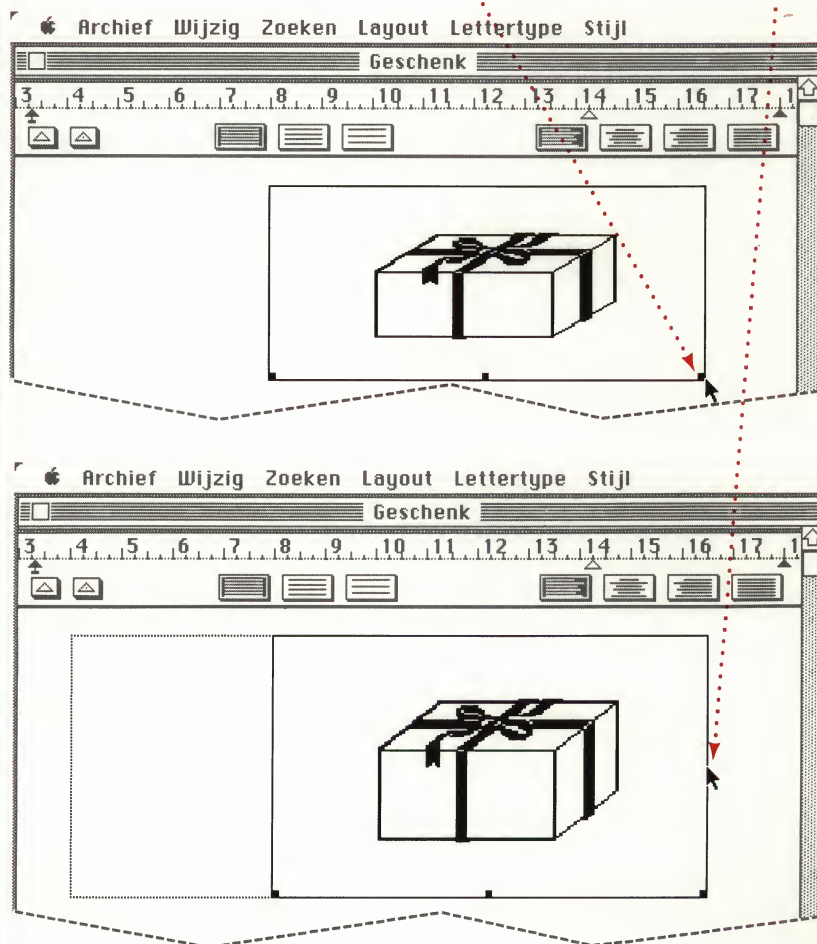 Archief Wijzig Zoeken Layout Lettertype Stijl
Geschenk
3 4 5 6 7 8 9 10 11 12 13 14 15 16 17 1
Archief Wijzig Zoeken Layout Lettertype Stijl
Geschenk
3 4 5 6 7 8 9 10 11 12 13 14 15 16 17 1